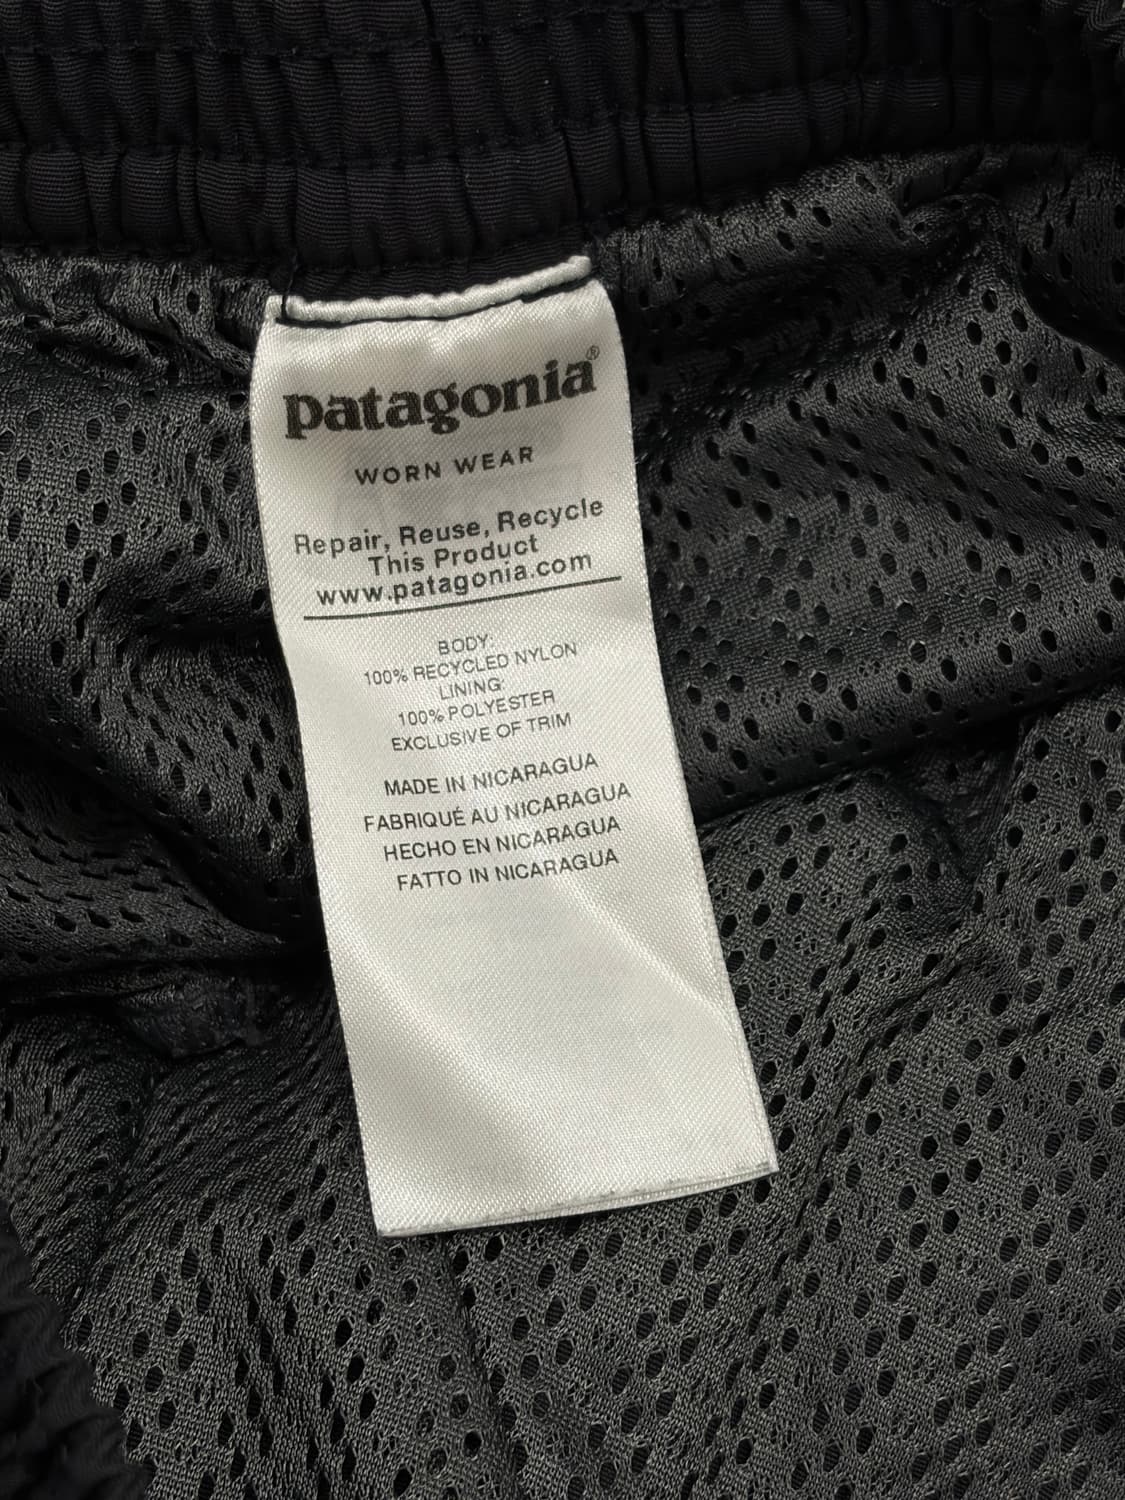 patagonia®
WORN WEAR
Repair, Reuse, Recycle
This Product
www.patagonia.com
BODY:
100% RECYCLED NYLON
LINING:
100% POLYESTER
EXCLUSIVE OF TRIM
MADE IN NICARAGUA
FABRIQUÉ AU NICARAGUA
HECHO EN NICARAGUA
FATTO IN NICARAGUA